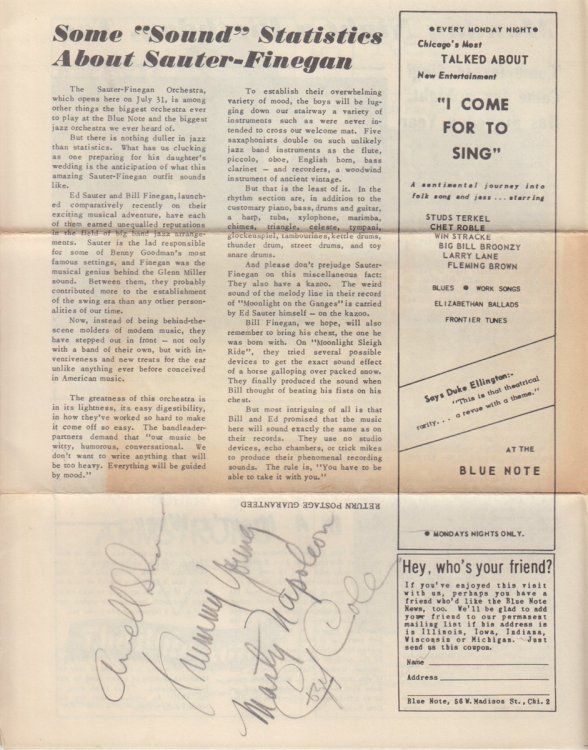 Some "Sound" Statistics
About Sauter-Finegan
The Sauter-Finegan Orchestra,
which opens here on July 31, is among
other things the biggest orchestra ever
to play at the Blue Note and the biggest
jazz orchestra we ever heard of.
But there is nothing duller in jazz
than statistics. What has us clucking
as one preparing for his daughter's
wedding is the anticipation of what this
amazing Sauter-Finegan outfit sounds
like.
Ed Sauter and Bill Finegan, launch-
ed comparatively recently on their
exciting musical adventure, have each
of them earned unequalled reputations
in the field of big band jazz arrange-
ments. Sauter is the lad responsible
for some of Benny Goodman's most
famous settings, and Finegan was the
musical genius behind the Glenn Miller
sound. Between them, they probably
contributed more to the establishment
of the swing era than any other person-
alities of our time.
Now, instead of being behind-the-
scene molders of modern music, they
have stepped out in front — not only
with a band of their own, but with in-
ventiveness and new treats for the ear
unlike anything ever before conceived
in American music.
The greatness of this orchestra is
in its lightness, its easy digestibility,
in how they've worked so hard to make
it come off so easy. The bandleader-
partners demand that "our music be
witty, humorous, conversational. We
don't want to write anything that will
be too heavy. Everything will be guided
by mood."
To establish their overwhelming
variety of mood, the boys will be lug-
ging down our stairway a variety of
instruments such as were never in-
tended to cross our welcome mat. Five
saxaphonists double on such unlikely
jazz band instruments as the flute,
piccolo, oboe, English horn, bass
clarinet — and recorders, a woodwind
instrument of ancient vintage.
But that is the least of it. In the
rhythm section are, in addition to the
customary piano, bass, drums and guitar,
a harp, tuba, xylophone, marimba,
chimes, triangle, celeste, tympani,
glockenspiel, tambourines, kettle drums,
thunder drum, street drums, and toy
snare drums.
And please don't prejudge Sauter-
Finegan on this miscellaneous fact:
They also have a kazoo. The weird
sound of the melody line in their record
of "Moonlight on the Ganges" is carried
by Ed Sauter himself — on the kazoo.
Bill Finegan, we hope, will also
remember to bring his chest, the one he
was born with. On "Moonlight Sleigh
Ride", they tried several possible
devices to get the exact sound effect
of a horse galloping over packed snow.
They finally produced the sound when
Bill thought of beating his fists on his
chest.
But most intriguing of all is that
Bill and Ed promised that the music
here will sound exactly the same as on
their records. They use no studio
devices, echo chambers, or trick mikes
to produce their phenomenal recording
sounds. The rule is, "You have to be
able to take it with you."
● EVERY MONDAY NIGHT ●
Chicago's Most
TALKED ABOUT
New Entertainment
"I COME
FOR TO
SING"
A sentimental journey into
folk song and jazz ... starring
STUDS TERKEL
CHET ROBLE
WIN STRACKE
BIG BILL BROONZY
LARRY LANE
FLEMING BROWN
BLUES ● WORK SONGS
ELIZABETHAN BALLADS
FRONTIER TUNES
Says Duke Ellington:-
"This is that theatrical
rarity. . . a revue with a theme."
AT THE
BLUE NOTE
● MONDAYS NIGHTS ONLY.
RETURN POSTAGE GUARANTEED
Arvell Shaw
Trummy Young
Marty Napoleon
Cozy Cole
Hey, who's your friend?
If you've enjoyed this visit
with us, perhaps you have a
friend who'd like the Blue Note
News, too. We'll be glad to add
your friend to our permanent
mailing list if his address is
in Illinois, Iowa, Indiana,
Wisconsin or Michigan. Just
send us this coupon.
Name
Address
Blue Note, 56 W. Madison St., Chi. 2